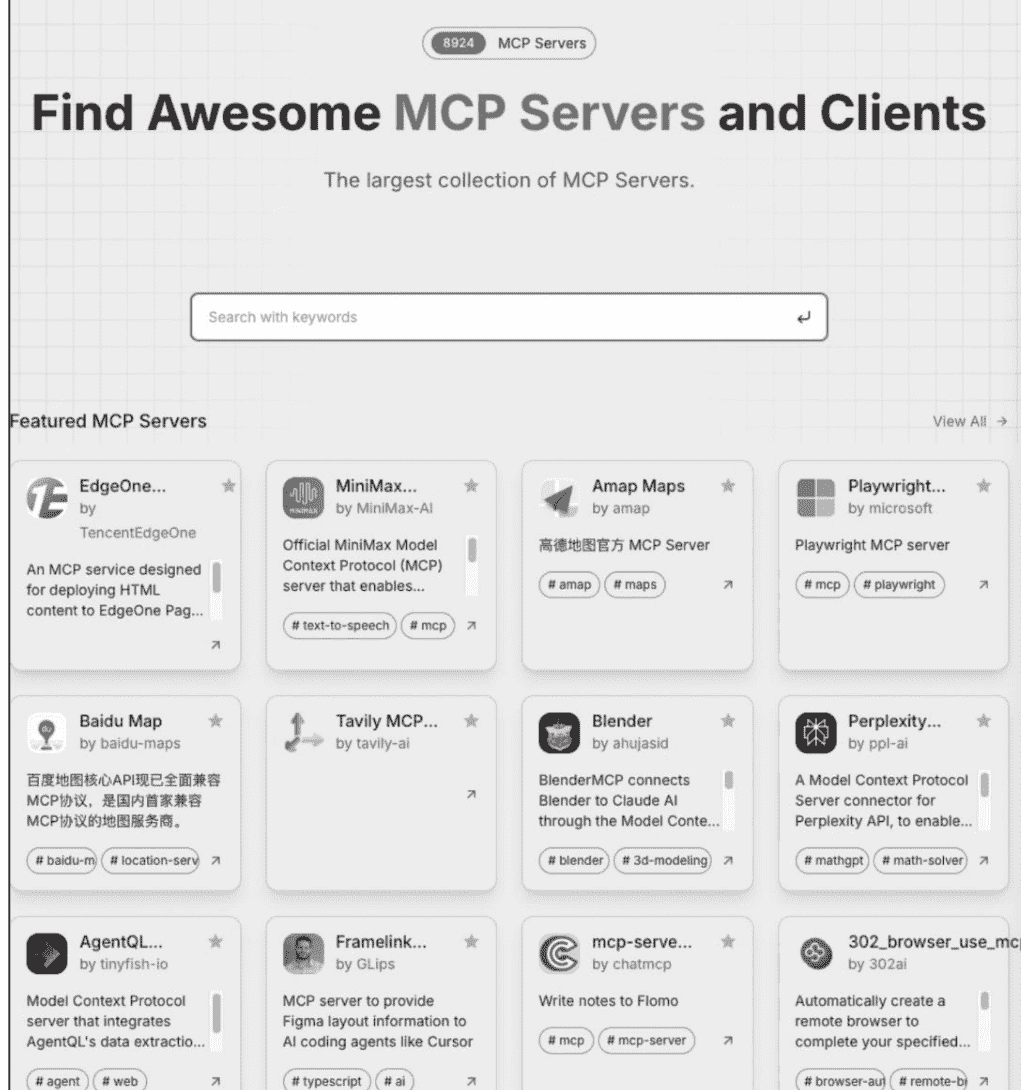 8924 MCP Servers
Find Awesome MCP Servers and Clients
The largest collection of MCP Servers.
Search with keywords
Featured MCP Servers
View All →
EdgeOne...
by
TencentEdgeOne
An MCP service designed
for deploying HTML
content to EdgeOne Pag...
MiniMax...
by MiniMax-AI
Official MiniMax Model
Context Protocol (MCP)
server that enables...
# text-to-speech # mcp
Amap Maps
by amap
高德地图官方 MCP Server
# amap # maps
Playwright...
by microsoft
Playwright MCP server
# mcp # playwright
Baidu Map
by baidu-maps
百度地图核心API现已全面兼容
MCP协议，是国内首家兼容
MCP协议的地图服务商。
# baidu-m # location-serv
Tavily MCP...
by tavily-ai
Blender
by ahujasid
BlenderMCP connects
Blender to Claude AI
through the Model Conte...
# blender # 3d-modeling
Perplexity...
by ppl-ai
A Model Context Protocol
Server connector for
Perplexity API, to enable...
# mathgpt # math-solver
AgentQL...
by tinyfish-io
Model Context Protocol
server that integrates
AgentQL's data extractio...
# agent # web
Framelink...
by GLips
MCP server to provide
Figma layout information to
AI coding agents like Cursor
# typescript # ai
mcp-serve...
by chatmcp
Write notes to Flomo
# mcp # mcp-server
302_browser_use_mcp
by 302ai
Automatically create a
remote browser to
complete your specified...
# browser-au # remote-b